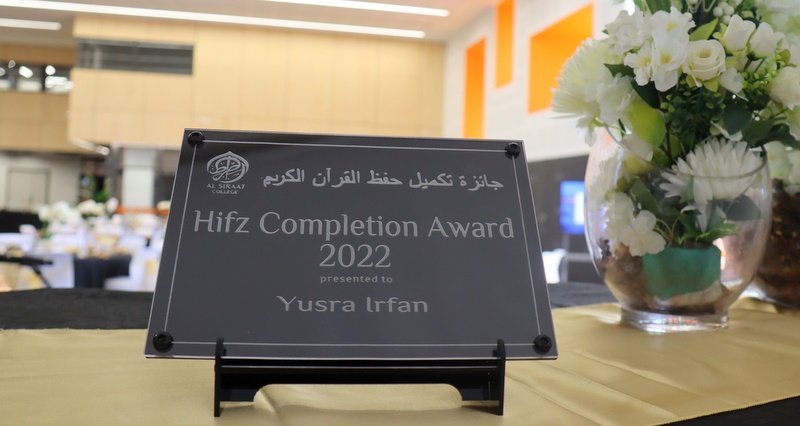 AL SIRAAT
COLLEGE
جائزة تكميل حفظ القرآن الكريم
Hifz Completion Award
2022
presented to
Yusra Irfan